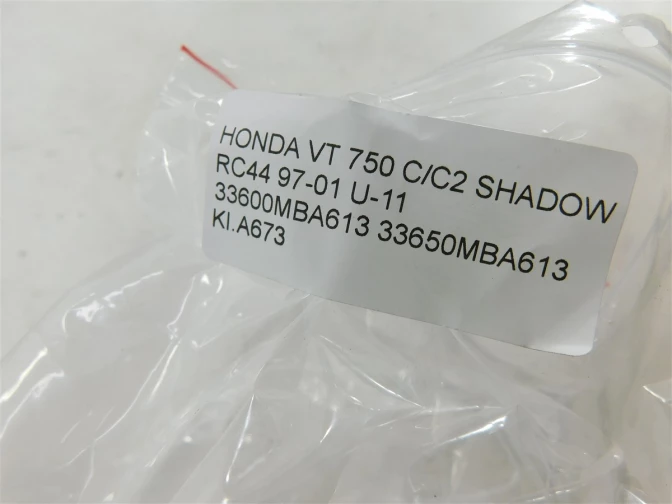 HONDA VT 750 C/C2 SHADOW
RC44 97-01 U-11
33600MBA613 33650MBA613
KI.A673